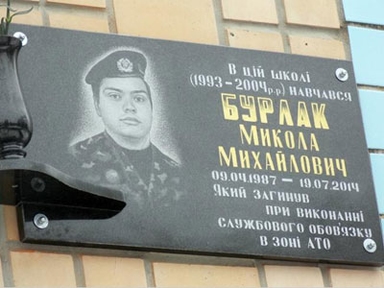 В ЦІЙ ШКОЛІ
(1993 - 2004р.р) НАВЧАВСЯ
БУРЛАК
МИКОЛА
МИХАЙЛОВИЧ
09.04.1987 - 19.07.2014
ЯКИЙ ЗАГИНУВ
ПРИ ВИКОНАННІ
СЛУЖБОВОГО ОБОВ'ЯЗКУ
В ЗОНІ АТО